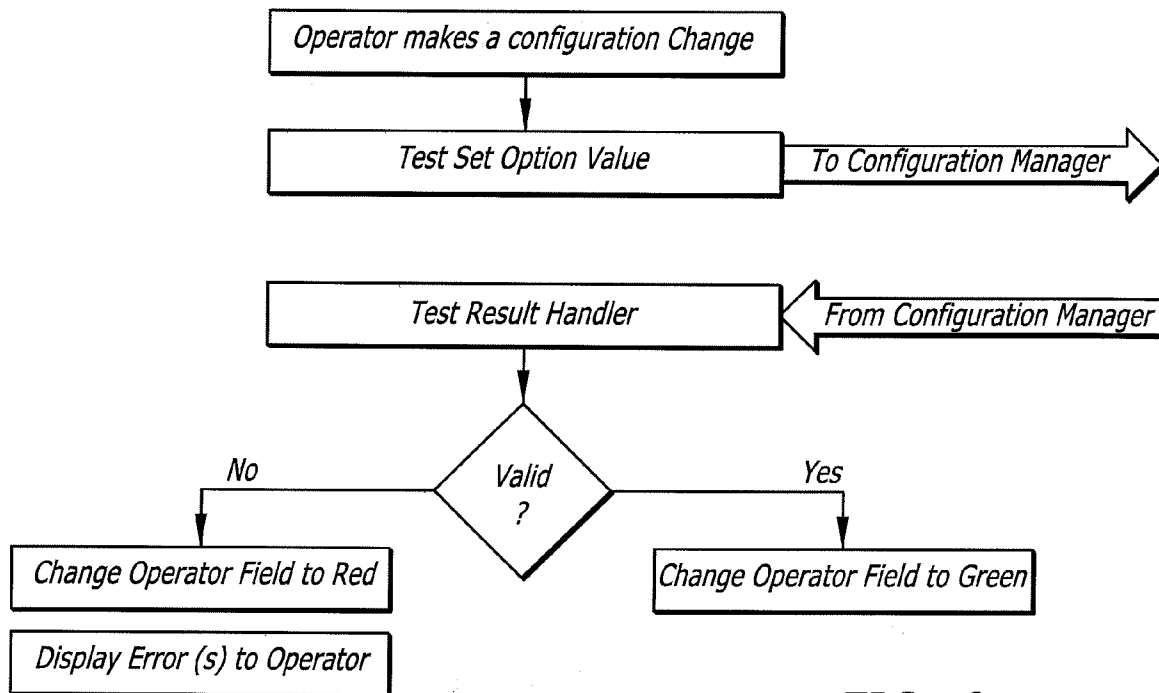 Operator makes a configuration Change
Test Set Option Value
To Configuration Manager
Test Result Handler
From Configuration Manager
Valid
?
No
Yes
Change Operator Field to Red
Change Operator Field to Green
Display Error (s) to Operator